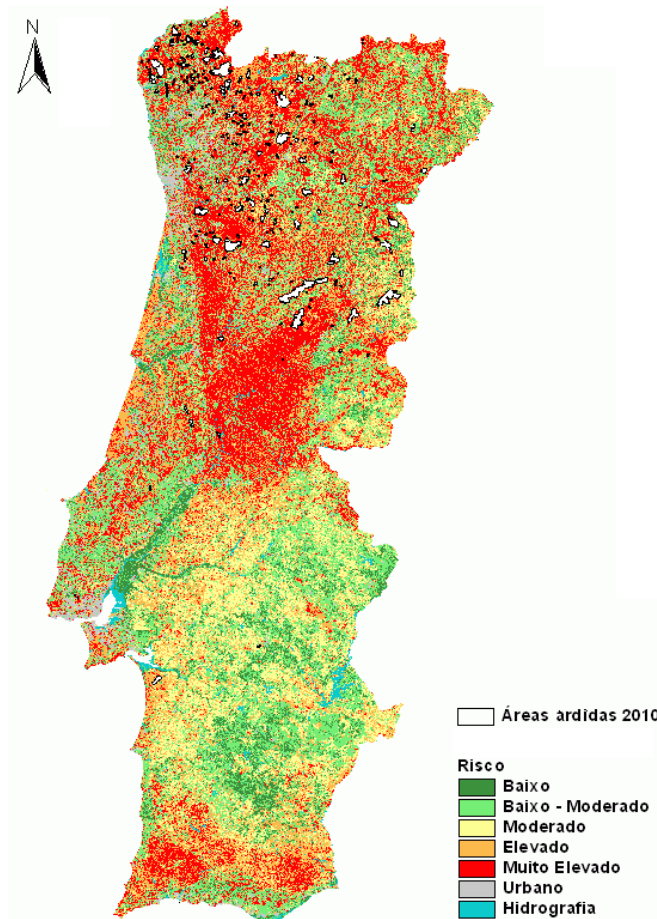 N
Áreas ardidas 2010
Risco
Baixo
Baixo - Moderado
Moderado
Elevado
Muito Elevado
Urbano
Hidrografia